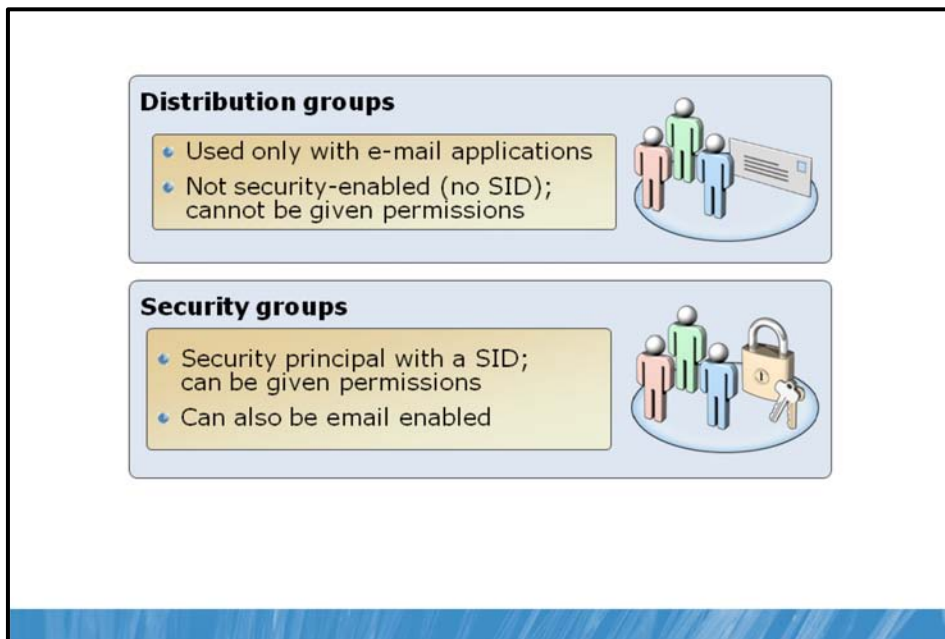 Distribution groups
Used only with e-mail applications
Not security-enabled (no SID);
cannot be given permissions
Security groups
Security principal with a SID;
can be given permissions
Can also be email enabled